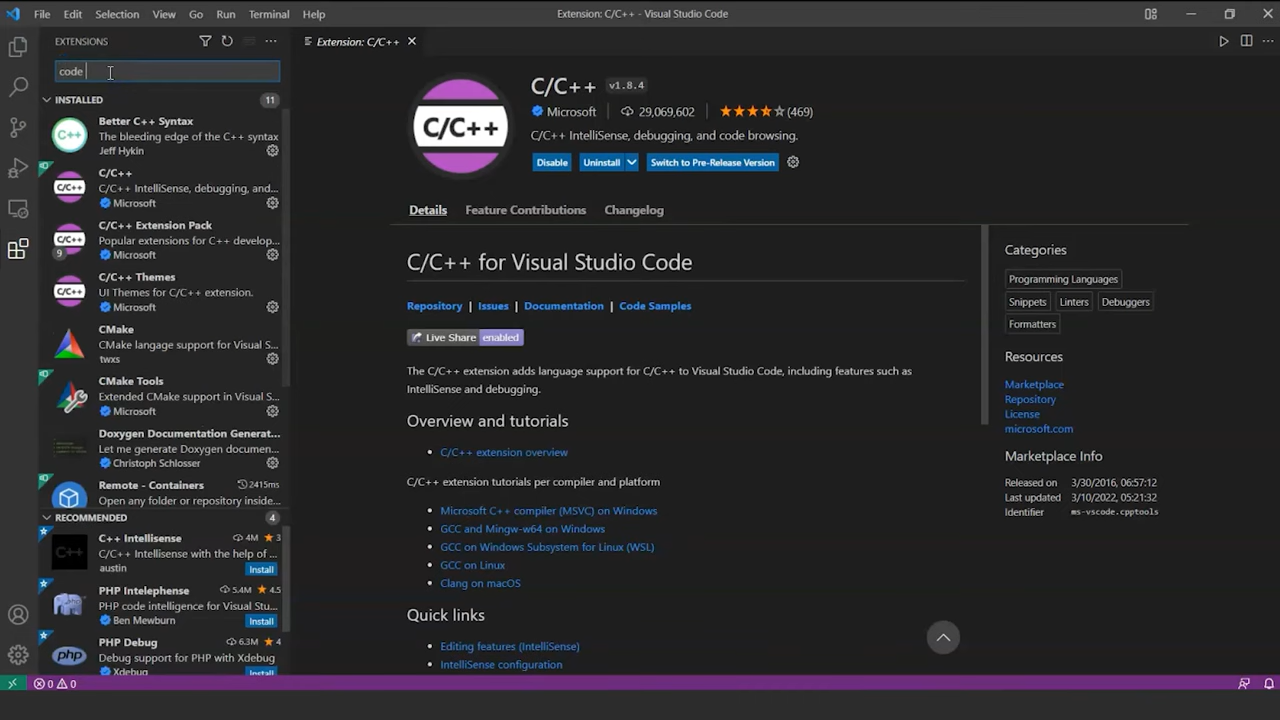 File Edit Selection View Go Run Terminal Help
Extension: C/C++ - Visual Studio Code
EXTENSIONS
code
INSTALLED 11
C++
Better C++ Syntax
The bleeding edge of the C++ syntax
Jeff Hykin
C/C++
C/C++
C/C++ IntelliSense, debugging, and...
Microsoft
C/C++
9
C/C++ Extension Pack
Popular extensions for C++ develop...
Microsoft
C/C++
C/C++ Themes
UI Themes for C/C++ extension.
Microsoft
CMake
CMake langage support for Visual S...
twxs
CMake Tools
Extended CMake support in Visual S...
Microsoft
Doxygen Documentation Generat...
Let me generate Doxygen documen...
Christoph Schlosser
Remote - Containers 2415ms
Open any folder or repository inside...
RECOMMENDED 4
C++
C++ Intellisense 4M 3
C/C++ Intellisense with the help of ...
austin Install
PHP Intelephense 5.4M 4.5
PHP code intelligence for Visual Stu...
Ben Mewburn Install
php
PHP Debug 6.3M 4
Debug support for PHP with Xdebug
Xdebug Install
0 0
Extension: C/C++
C/C++
C/C++ v1.8.4
Microsoft 29,069,602 (469)
C/C++ IntelliSense, debugging, and code browsing.
Disable Uninstall Switch to Pre-Release Version
Details Feature Contributions Changelog
C/C++ for Visual Studio Code
Repository | Issues | Documentation | Code Samples
Live Share enabled
The C/C++ extension adds language support for C/C++ to Visual Studio Code, including features such as
IntelliSense and debugging.
Overview and tutorials
• C/C++ extension overview
C/C++ extension tutorials per compiler and platform
• Microsoft C++ compiler (MSVC) on Windows
• GCC and Mingw-w64 on Windows
• GCC on Windows Subsystem for Linux (WSL)
• GCC on Linux
• Clang on macOS
Quick links
• Editing features (IntelliSense)
• IntelliSense configuration
Categories
Programming Languages
Snippets Linters Debuggers
Formatters
Resources
Marketplace
Repository
License
microsoft.com
Marketplace Info
Released on 3/30/2016, 06:57:12
Last updated 3/10/2022, 05:21:32
Identifier ms-vscode.cpptools